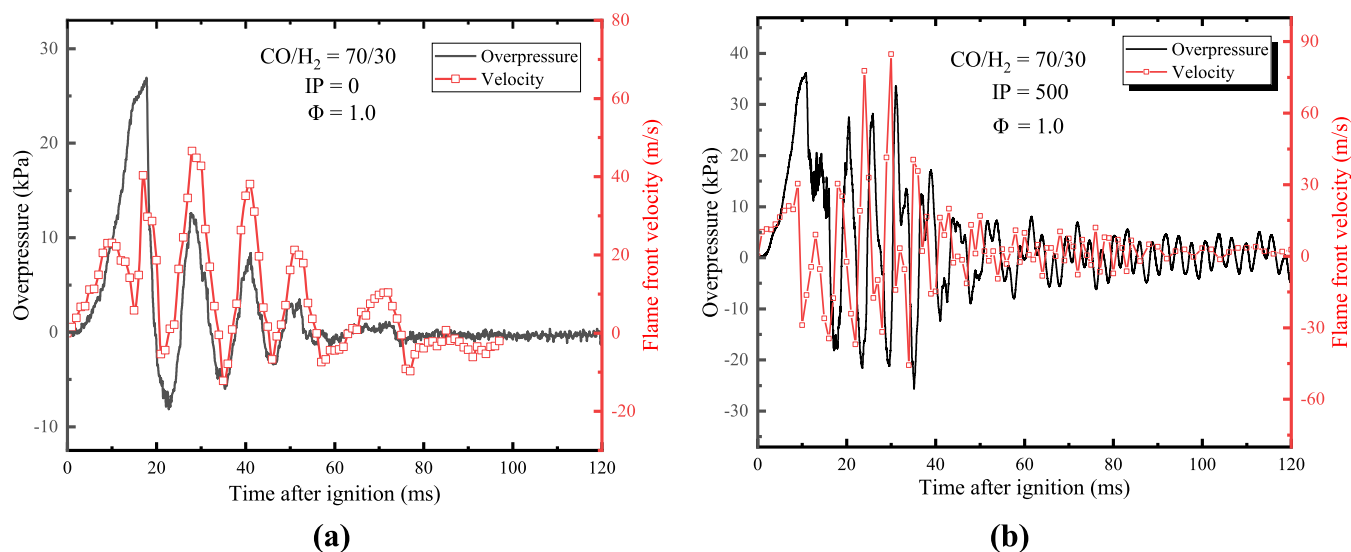 CO/H2 = 70/30
IP = 0
Φ = 1.0
Overpressure
Velocity
30
20
10
0
-10
Overpressure (kPa)
80
60
40
20
0
-20
Flame front velocity (m/s)
0 20 40 60 80 100 120
Time after ignition (ms)
(a)
CO/H2 = 70/30
IP = 500
Φ = 1.0
Overpressure
Velocity
40
30
20
10
0
-10
-20
-30
Overpressure (kPa)
90
60
30
0
-30
-60
Flame front velocity (m/s)
0 20 40 60 80 100 120
Time after ignition (ms)
(b)